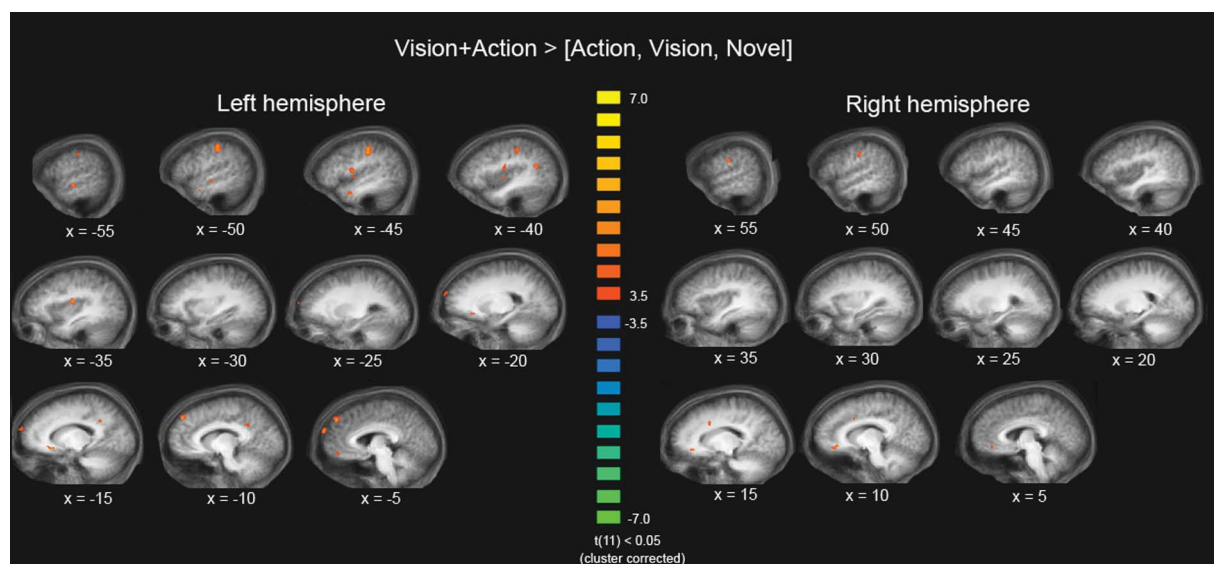 Vision+Action > [Action, Vision, Novel]
Left hemisphere
Right hemisphere
x = -55
x = -50
x = -45
x = -40
x = -35
x = -30
x = -25
x = -20
x = -15
x = -10
x = -5
7.0
3.5
-3.5
-7.0
t(11) < 0.05
(cluster corrected)
x = 55
x = 50
x = 45
x = 40
x = 35
x = 30
x = 25
x = 20
x = 15
x = 10
x = 5